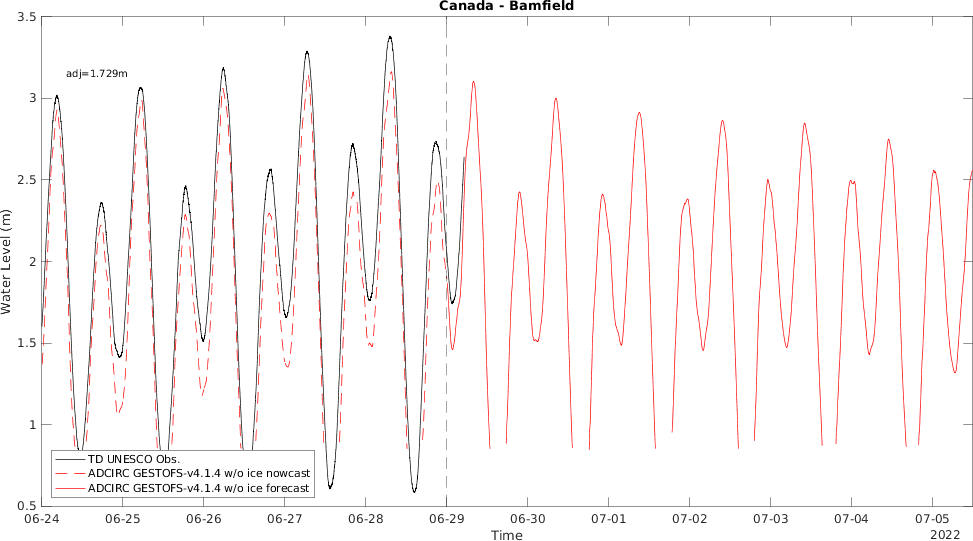 Canada - Bamfield
3.5
adj=1.729m
3
2.5
2
1.5
1
0.5
Water Level (m)
TD UNESCO Obs.
ADCIRC GESTOFS-v4.1.4 w/o ice nowcast
ADCIRC GESTOFS-v4.1.4 w/o ice forecast
06-24 06-25 06-26 06-27 06-28 06-29 06-30 07-01 07-02 07-03 07-04 07-05
Time 2022